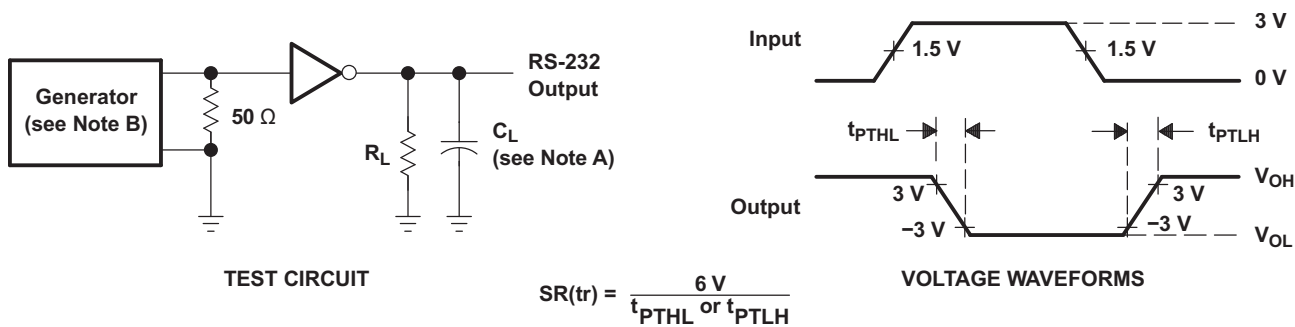 Generator
(see Note B)
50 Ω
RS-232
Output
R_L
C_L
(see Note A)
TEST CIRCUIT
Input
3 V
1.5 V
1.5 V
0 V
t_PTHL
t_PTLH
Output
3 V
−3 V
3 V
−3 V
V_OH
V_OL
VOLTAGE WAVEFORMS
SR(tr) = 6 V / t_PTHL or t_PTLH